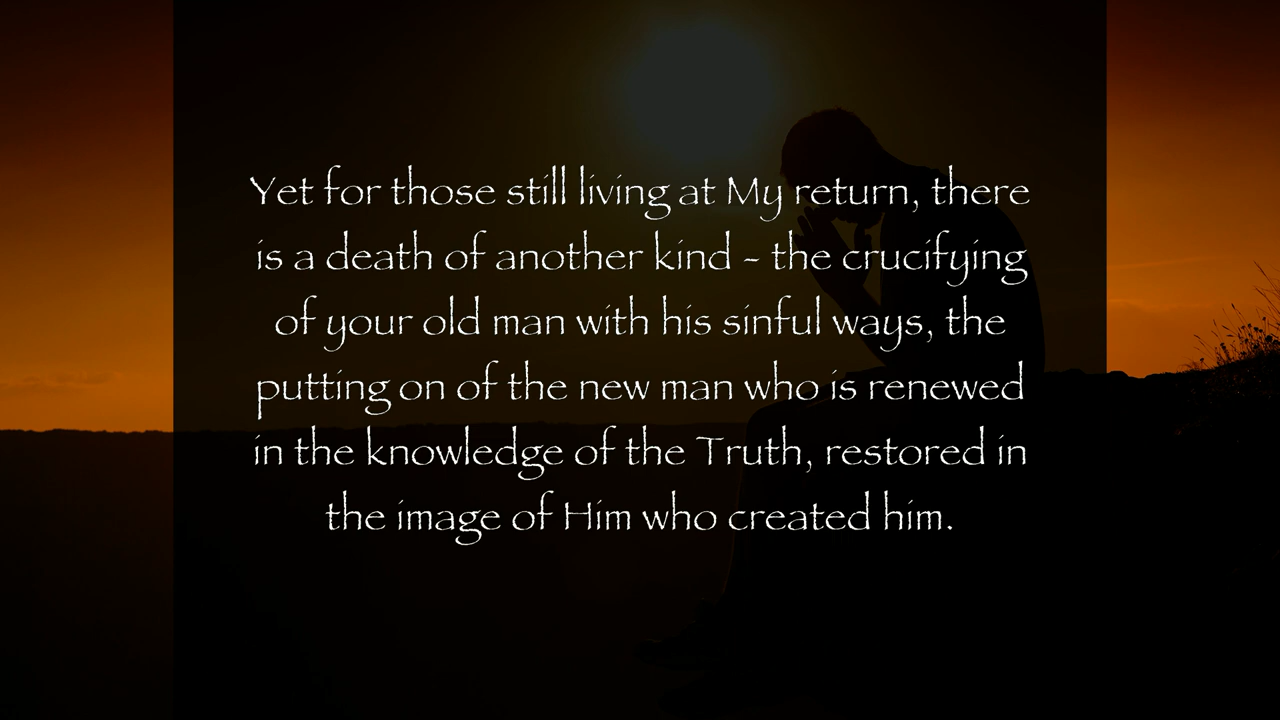 Yet for those still living at My return, there
is a death of another kind - the crucifying
of your old man with his sinful ways, the
putting on of the new man who is renewed
in the knowledge of the Truth, restored in
the image of Him who created him.